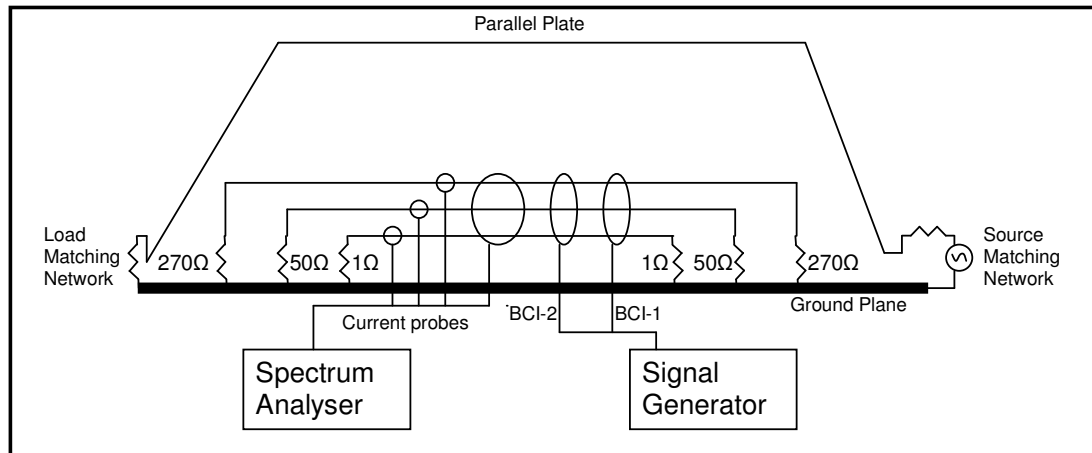 Parallel Plate
Load
Matching
Network
270Ω
50Ω
1Ω
1Ω
50Ω
270Ω
Source
Matching
Network
Ground Plane
Current probes
BCI-2
BCI-1
Spectrum
Analyser
Signal
Generator